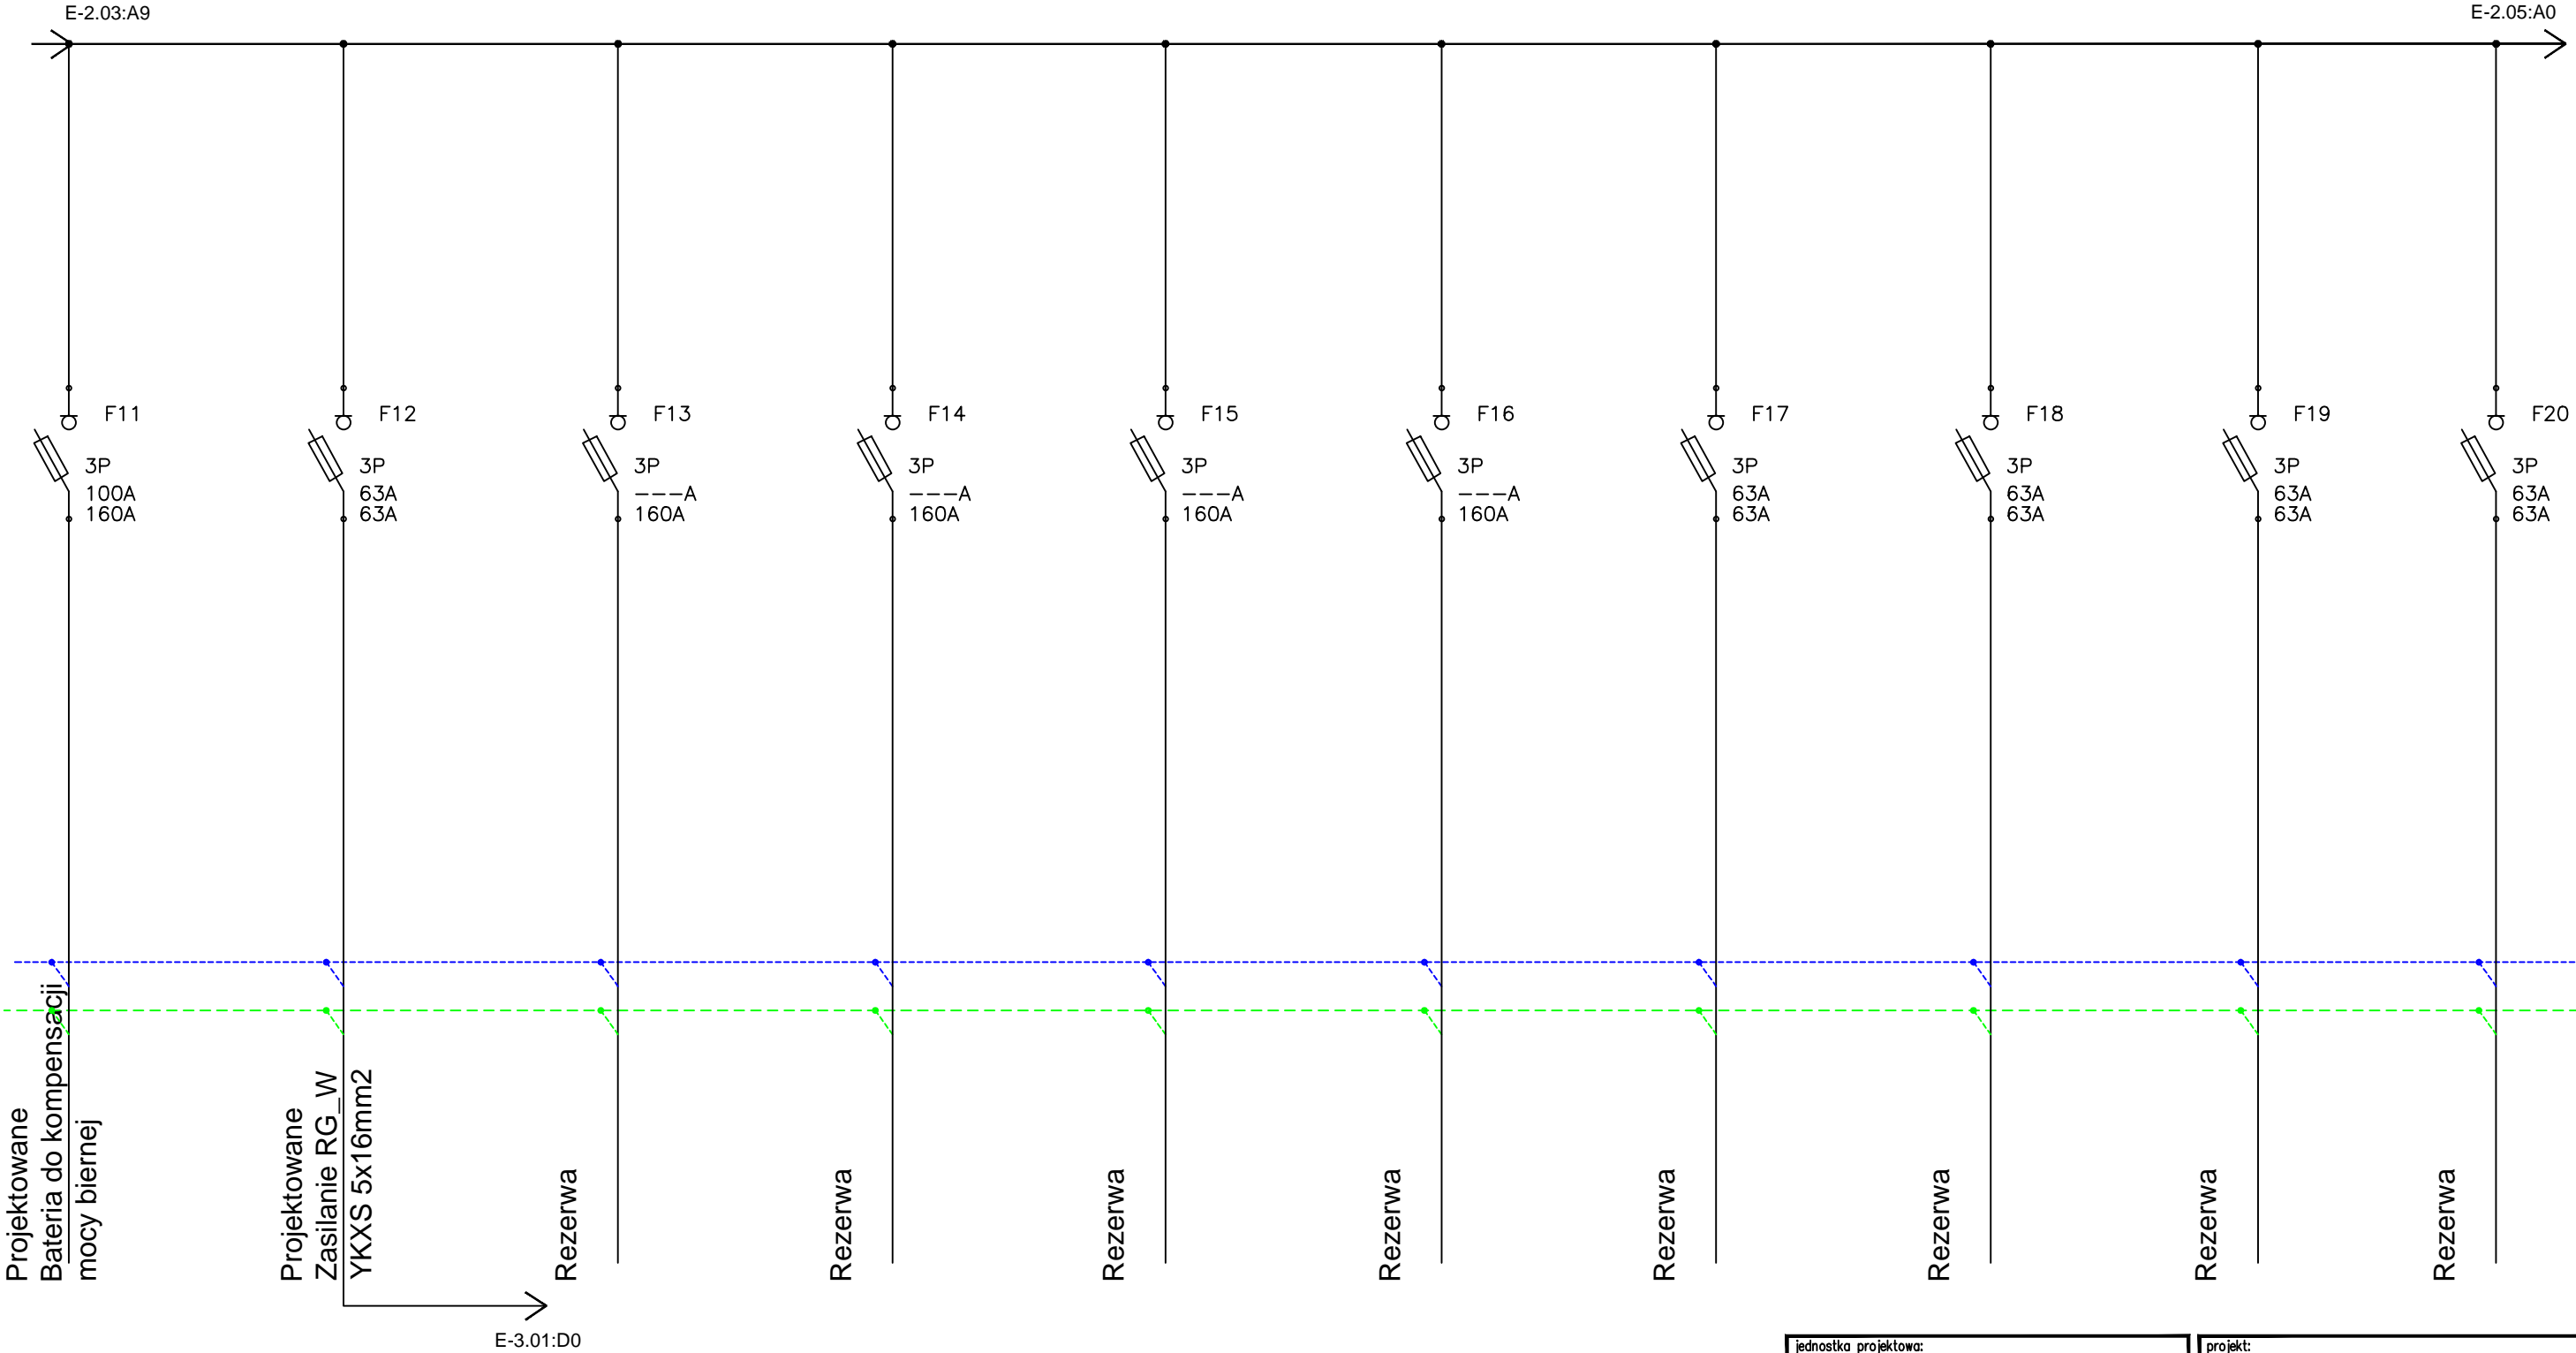 E-2.03:A9
E-2.05:A0
F11
3P
100A
160A
F12
3P
63A
63A
F13
3P
---A
160A
F14
3P
---A
160A
F15
3P
---A
160A
F16
3P
---A
160A
F17
3P
63A
63A
F18
3P
63A
63A
F19
3P
63A
63A
F20
3P
63A
63A
Projektowane
Bateria do kompensacji
mocy biernej
Projektowane
Zasilanie RG_W
YKXS 5x16mm2
Rezerwa
Rezerwa
Rezerwa
Rezerwa
Rezerwa
Rezerwa
Rezerwa
Rezerwa
E-3.01:D0
jednostka projektowa:
projekt: